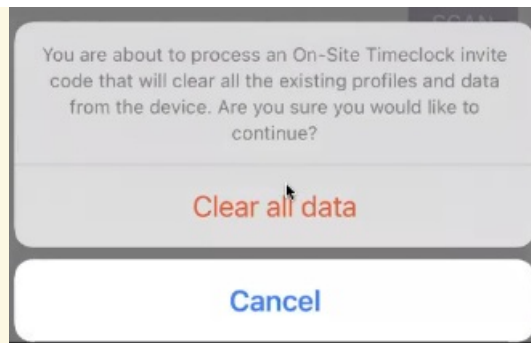 SCAN
You are about to process an On-Site Timeclock invite
code that will clear all the existing profiles and data
from the device. Are you sure you would like to
continue?
Clear all data
Cancel